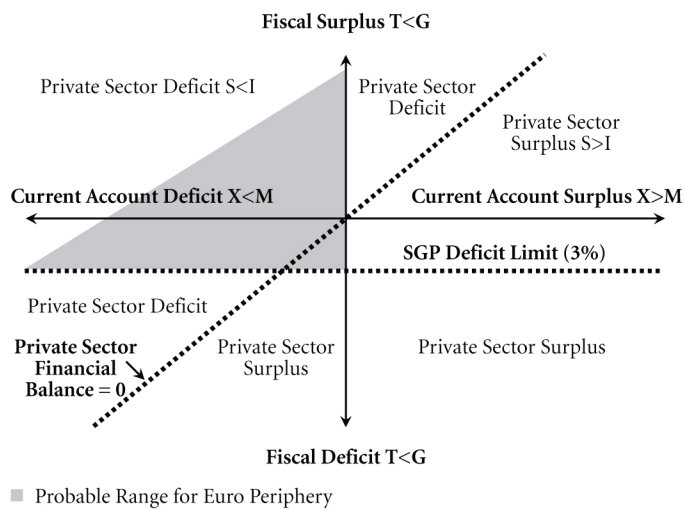 Fiscal Surplus T<G
Private Sector Deficit S<I
Private Sector
Deficit
Private Sector
Surplus S>I
Current Account Deficit X<M
Current Account Surplus X>M
SGP Deficit Limit (3%)
Private Sector Deficit
Private Sector
Financial
Balance = 0
Private Sector
Surplus
Private Sector Surplus
Fiscal Deficit T<G
Probable Range for Euro Periphery